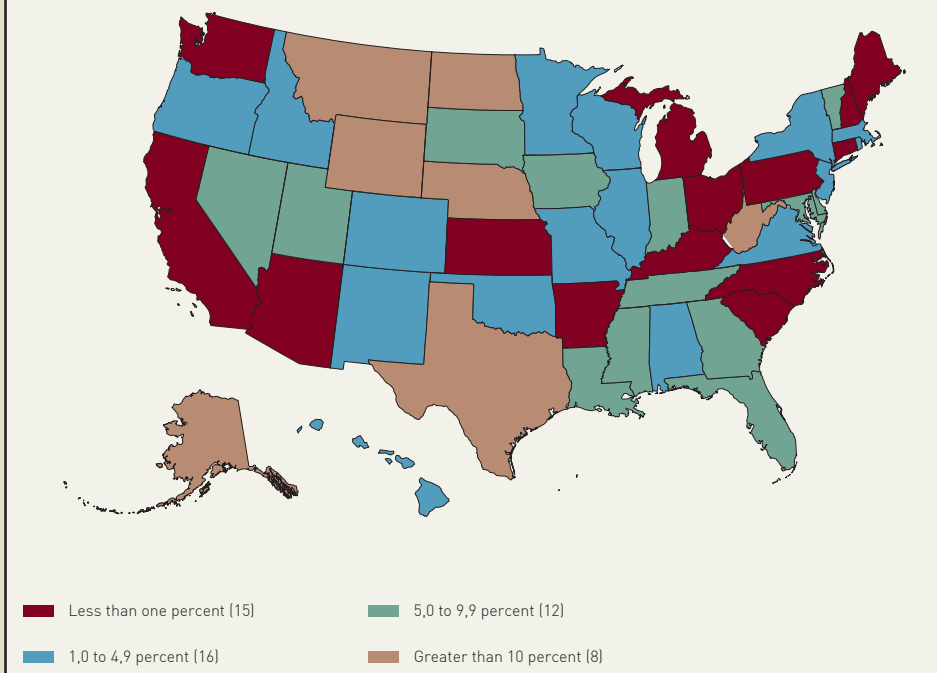 Less than one percent (15)
5,0 to 9,9 percent (12)
1,0 to 4,9 percent (16)
Greater than 10 percent (8)